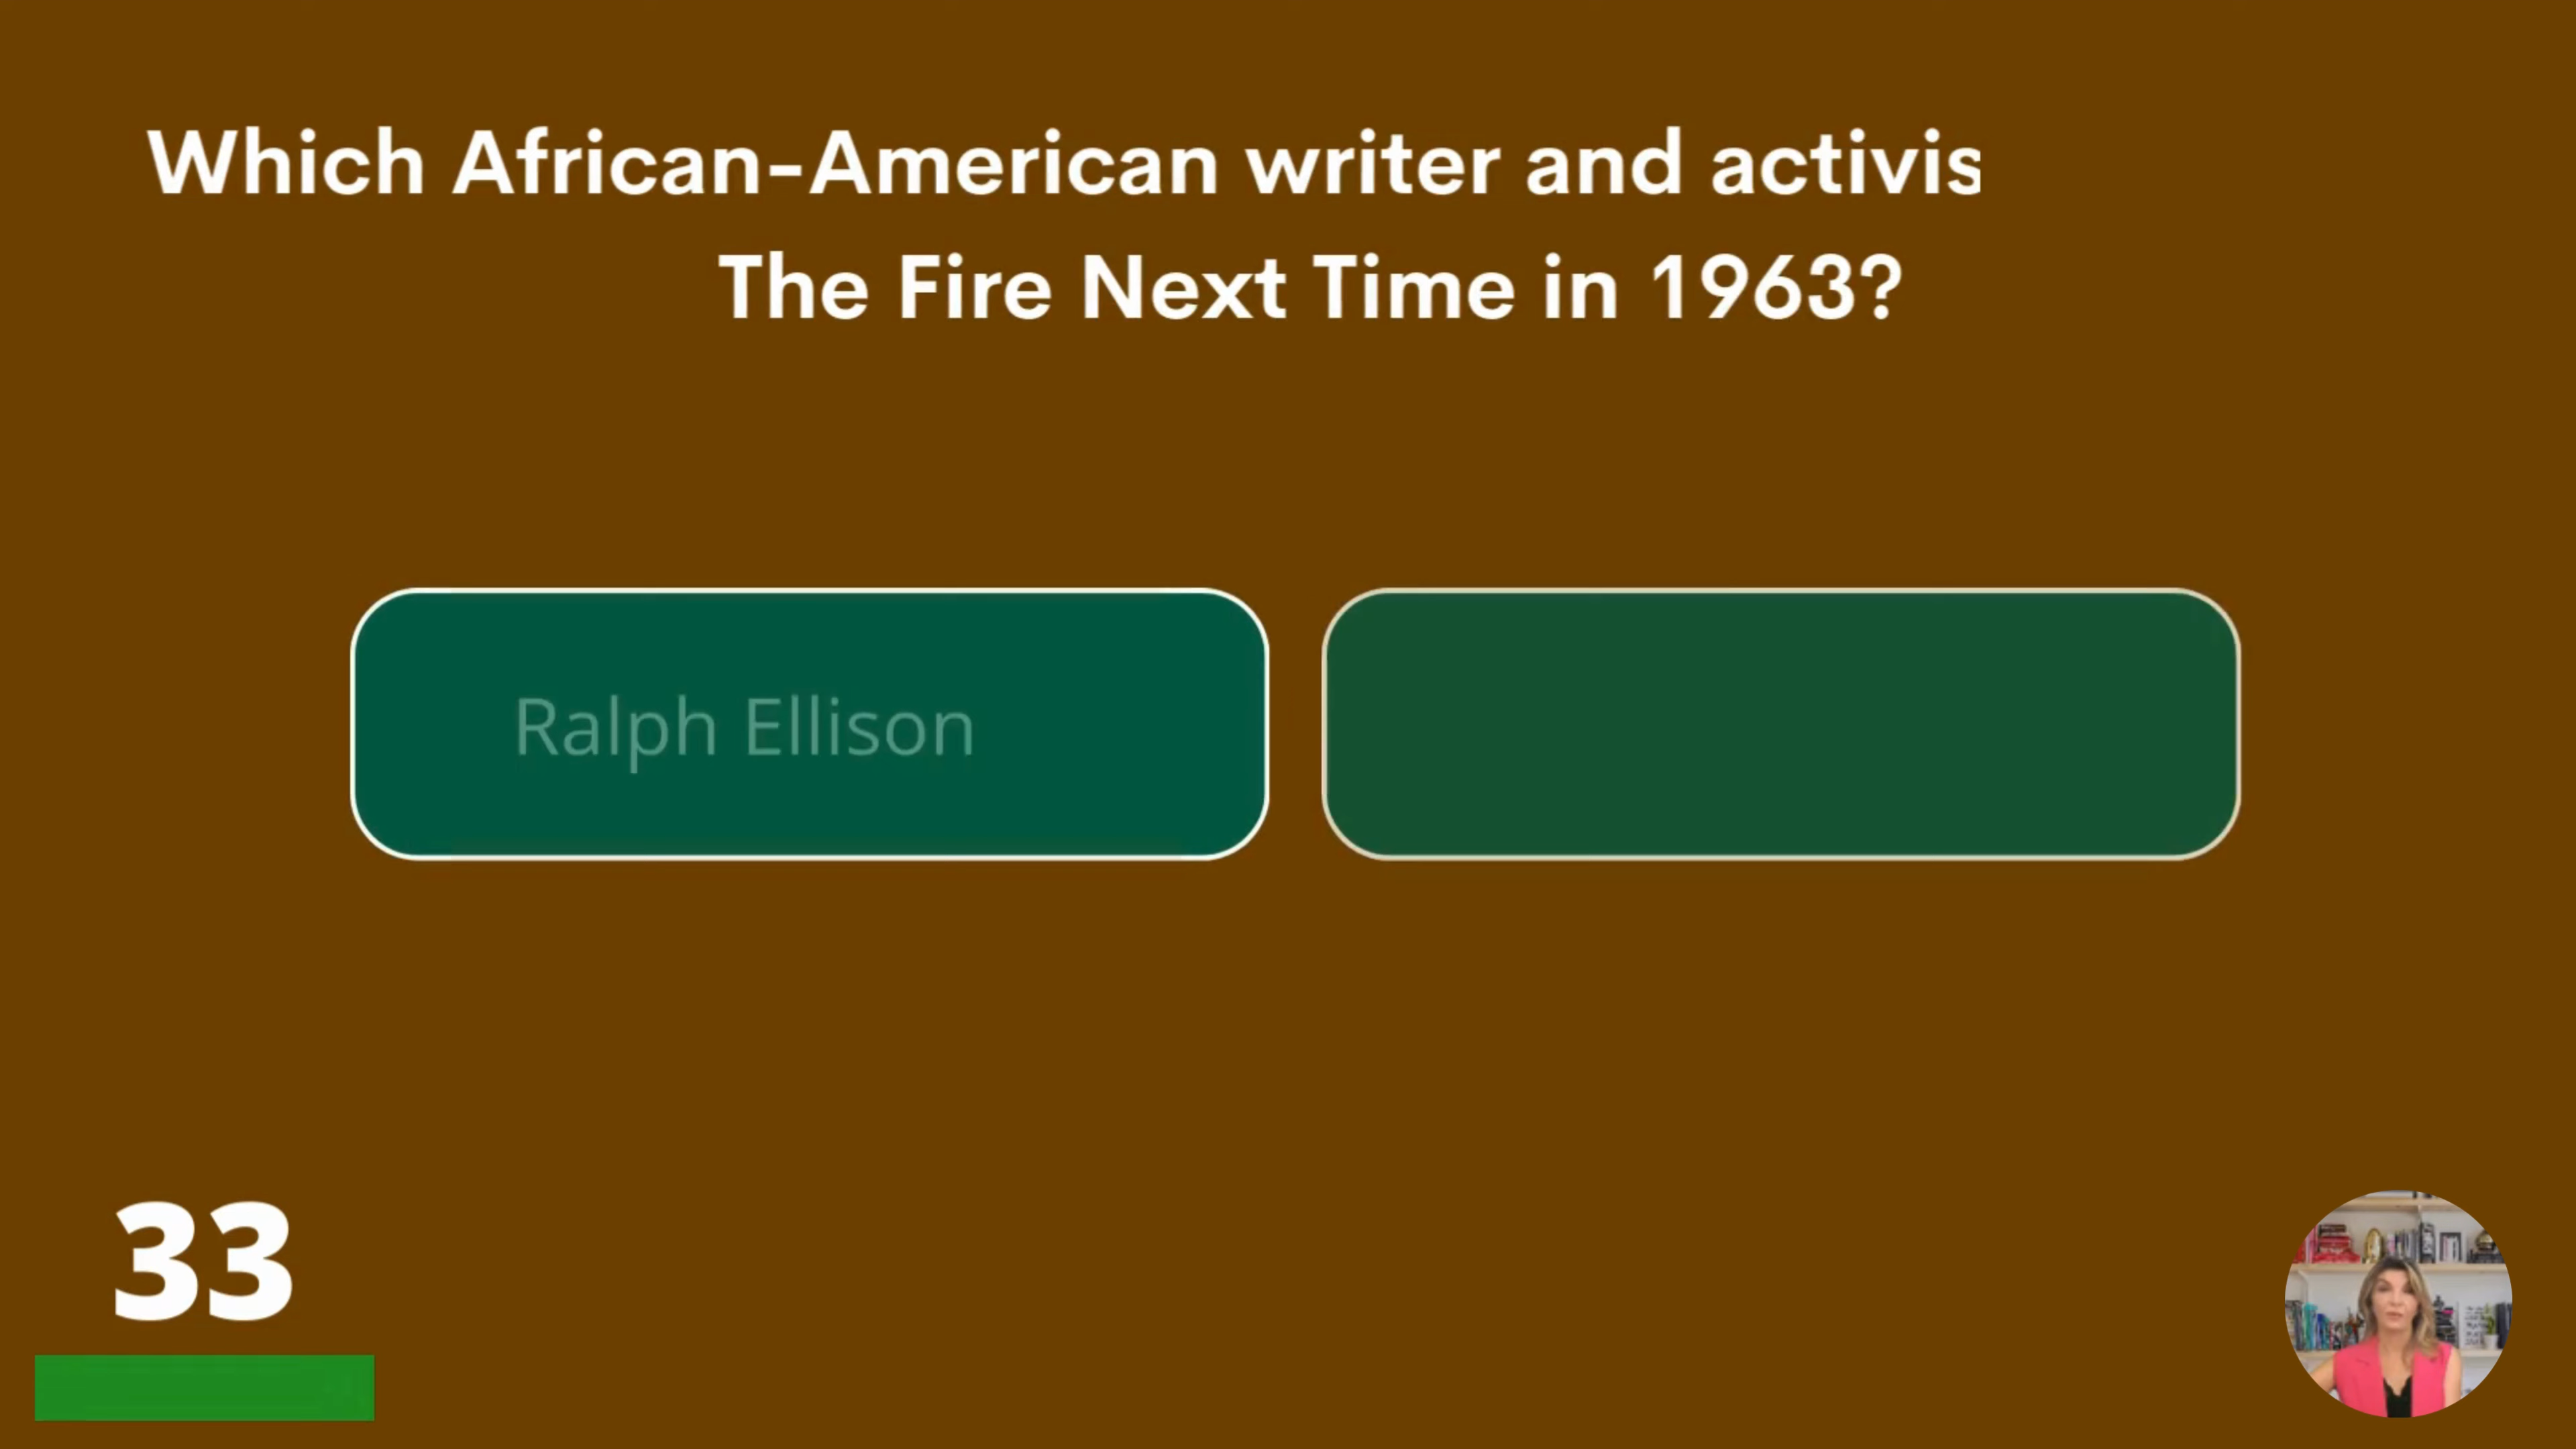 Which African-American writer and activis
The Fire Next Time in 1963?
Ralph Ellison
33